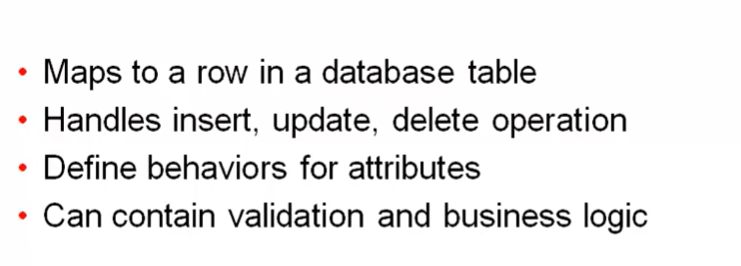 • Maps to a row in a database table
• Handles insert, update, delete operation
• Define behaviors for attributes
• Can contain validation and business logic